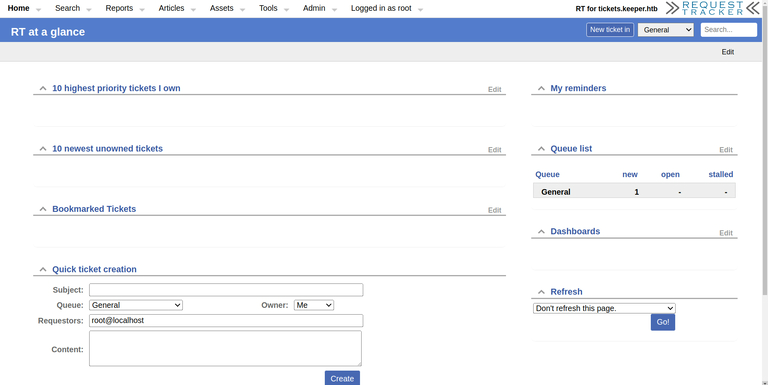 Home Search Reports Articles Assets Tools Admin Logged in as root RT for tickets.keeper.htb REQUEST TRACKER
RT at a glance New ticket in General Search...
Edit
10 highest priority tickets I own Edit
My reminders
10 newest unowned tickets Edit
Queue list Edit
Queue new open stalled
General 1 - -
Bookmarked Tickets Edit
Dashboards Edit
Quick ticket creation
Subject:
Queue: General Owner: Me
Requestors: root@localhost
Content:
Create
Refresh
Don't refresh this page.
Go!